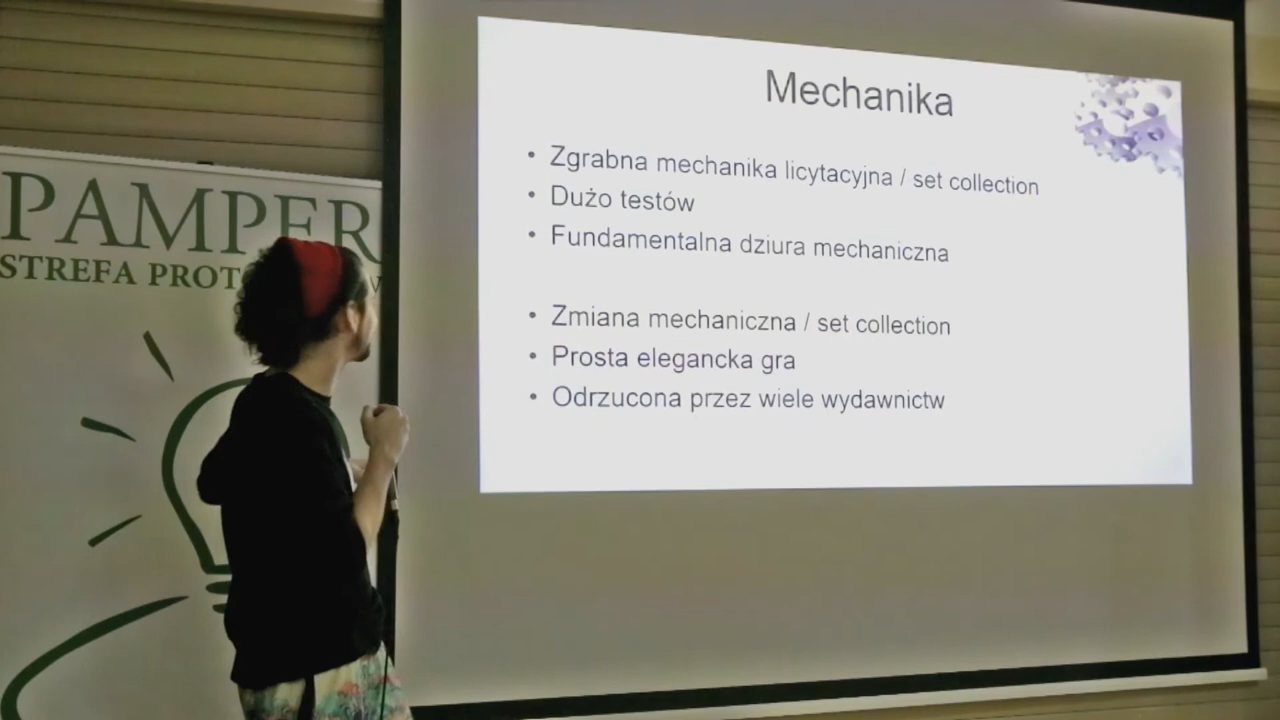 PAMPER
STREFA PROT
Mechanika
• Zgrabna mechanika licytacyjna / set collection
• Dużo testów
• Fundamentalna dziura mechaniczna
• Zmiana mechaniczna / set collection
• Prosta elegancka gra
• Odrzucona przez wiele wydawnictw